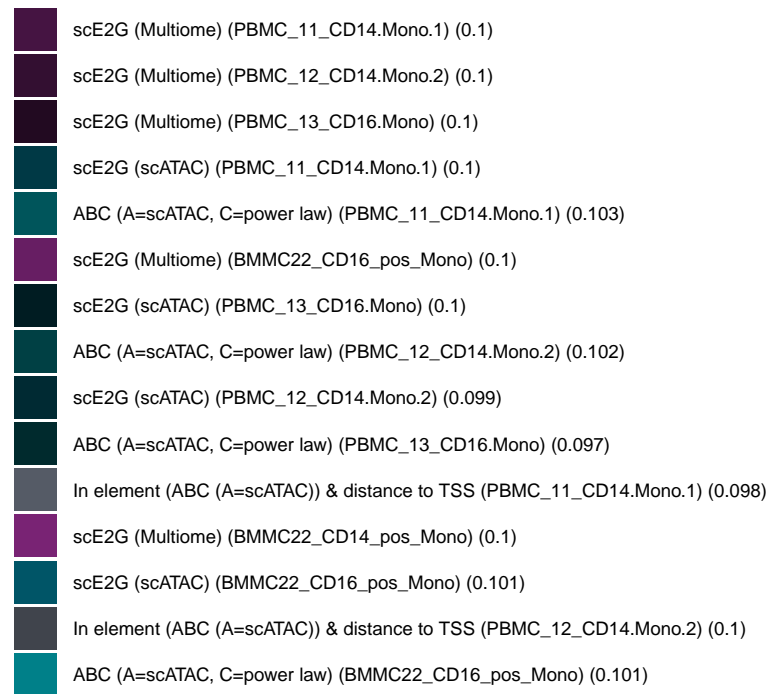 scE2G (Multiome) (PBMC_11_CD14.Mono.1) (0.1)
scE2G (Multiome) (PBMC_12_CD14.Mono.2) (0.1)
scE2G (Multiome) (PBMC_13_CD16.Mono) (0.1)
scE2G (scATAC) (PBMC_11_CD14.Mono.1) (0.1)
ABC (A=scATAC, C=power law) (PBMC_11_CD14.Mono.1) (0.103)
scE2G (Multiome) (BMMC22_CD16_pos_Mono) (0.1)
scE2G (scATAC) (PBMC_13_CD16.Mono) (0.1)
ABC (A=scATAC, C=power law) (PBMC_12_CD14.Mono.2) (0.102)
scE2G (scATAC) (PBMC_12_CD14.Mono.2) (0.099)
ABC (A=scATAC, C=power law) (PBMC_13_CD16.Mono) (0.097)
In element (ABC (A=scATAC)) & distance to TSS (PBMC_11_CD14.Mono.1) (0.098)
scE2G (Multiome) (BMMC22_CD14_pos_Mono) (0.1)
scE2G (scATAC) (BMMC22_CD16_pos_Mono) (0.101)
In element (ABC (A=scATAC)) & distance to TSS (PBMC_12_CD14.Mono.2) (0.1)
ABC (A=scATAC, C=power law) (BMMC22_CD16_pos_Mono) (0.101)